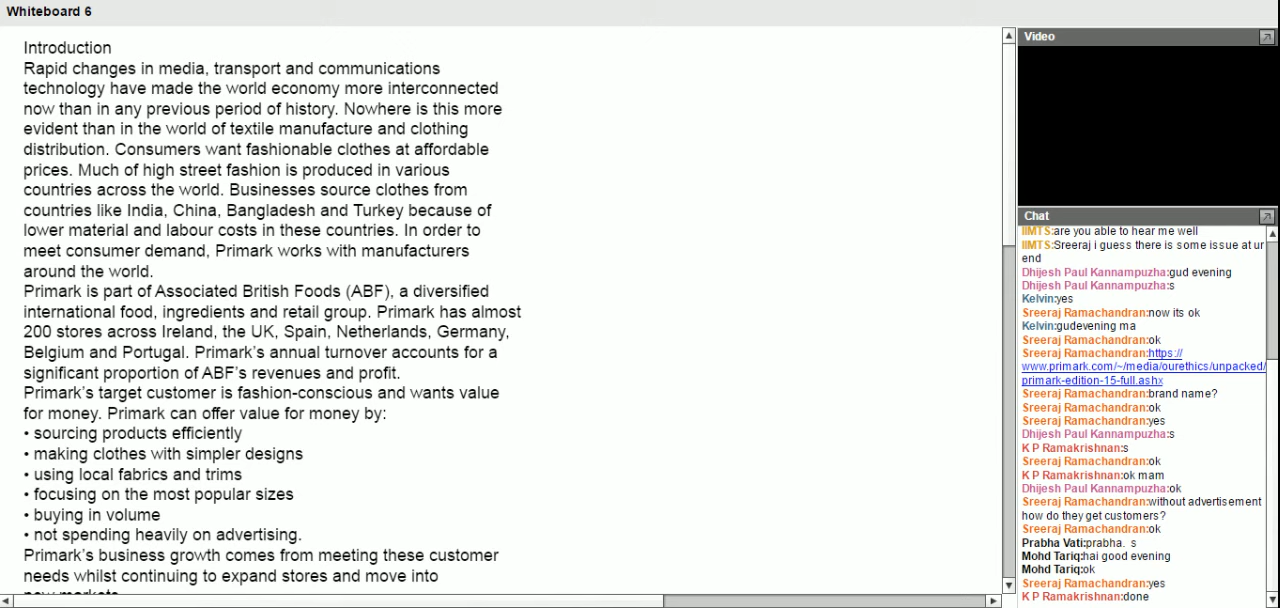 Whiteboard 6
Introduction
Rapid changes in media, transport and communications
technology have made the world economy more interconnected
now than in any previous period of history. Nowhere is this more
evident than in the world of textile manufacture and clothing
distribution. Consumers want fashionable clothes at affordable
prices. Much of high street fashion is produced in various
countries across the world. Businesses source clothes from
countries like India, China, Bangladesh and Turkey because of
lower material and labour costs in these countries. In order to
meet consumer demand, Primark works with manufacturers
around the world.
Primark is part of Associated British Foods (ABF), a diversified
international food, ingredients and retail group. Primark has almost
200 stores across Ireland, the UK, Spain, Netherlands, Germany,
Belgium and Portugal. Primark's annual turnover accounts for a
significant proportion of ABF's revenues and profit.
Primark's target customer is fashion-conscious and wants value
for money. Primark can offer value for money by:
• sourcing products efficiently
• making clothes with simpler designs
• using local fabrics and trims
• focusing on the most popular sizes
• buying in volume
• not spending heavily on advertising.
Primark's business growth comes from meeting these customer
needs whilst continuing to expand stores and move into
new markets.
Video
Chat
IIMTS:are you able to hear me well
IIMTS:Sreeraj i guess there is some issue at ur
end
Dhijesh Paul Kannampuzha:gud evening
Dhijesh Paul Kannampuzha:s
Kelvin:yes
Sreeraj Ramachandran:now its ok
Kelvin:gudevening ma
Sreeraj Ramachandran:ok
Sreeraj Ramachandran:https://
www.primark.com/~/media/ourethics/unpacked/
primark-edition-15-full.ashx
Sreeraj Ramachandran:brand name?
Sreeraj Ramachandran:ok
Sreeraj Ramachandran:yes
Dhijesh Paul Kannampuzha:s
K P Ramakrishnan:s
Sreeraj Ramachandran:ok
K P Ramakrishnan:ok mam
Dhijesh Paul Kannampuzha:ok
Sreeraj Ramachandran:without advertisement
how do they get customers?
Sreeraj Ramachandran:ok
Prabha Vati:prabha. s
Mohd Tariq:hai good evening
Mohd Tariq:ok
Sreeraj Ramachandran:yes
K P Ramakrishnan:done